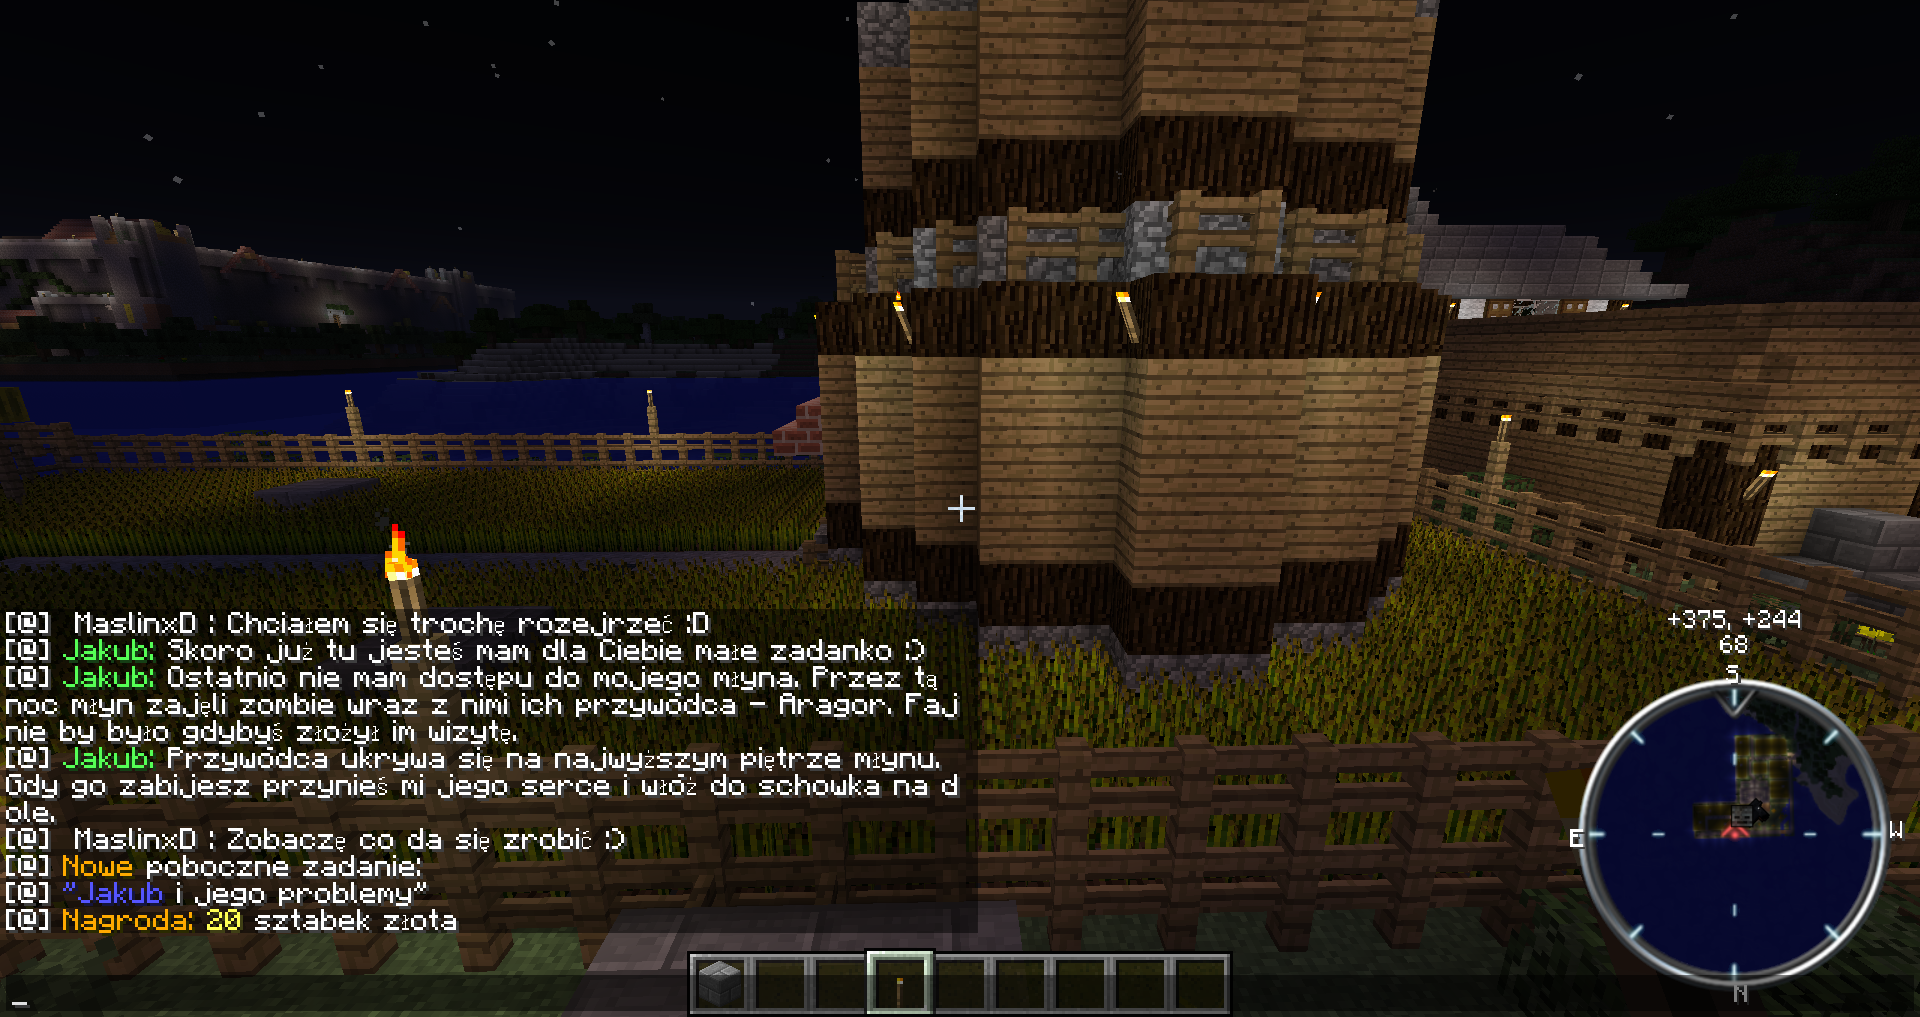 [@]  MaslinxD : Chciałem się trochę rozejrzeć :D
[@] Jakub: Skoro już tu jesteś mam dla Ciebie małe zadanko :)
[@] Jakub: Ostatnio nie mam dostępu do mojego młyna. Przez tą
noc młyn zajęli zombie wraz z nimi ich przywódca - Aragor. Faj
nie by było gdybyś złożył im wizytę.
[@] Jakub: Przywódca ukrywa się na najwyższym piętrze młynu.
Gdy go zabijesz przynieś mi jego serce i włóż do schowka na d
ole.
[@]  MaslinxD : Zobaczę co da się zrobić :)
[@] Nowe poboczne zadanie:
[@] "Jakub i jego problemy"
[@] Nagroda: 20 sztabek złota
_
+375, +244
68
S
E
W
N